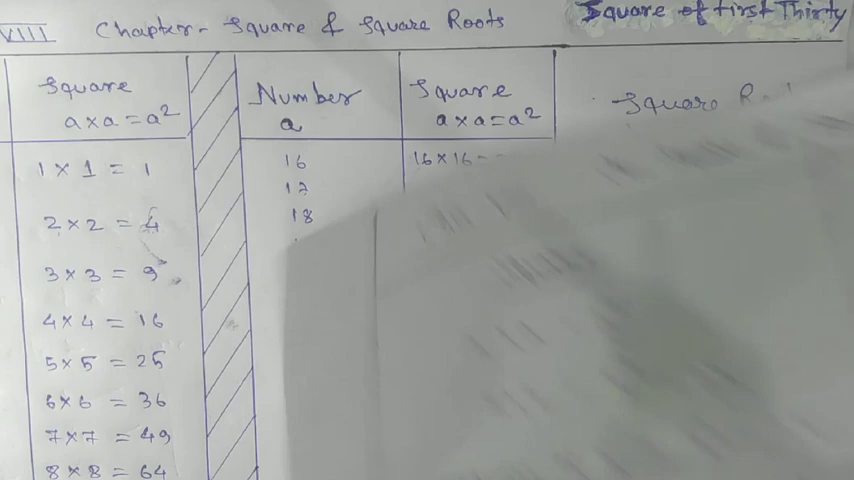 VIII Chapter- Square & Square Roots
Square of first Thirty
Square
a x a = a²
1 x 1 = 1
2 x 2 = 4
3 x 3 = 9
4 x 4 = 16
5 x 5 = 25
6 x 6 = 36
7 x 7 = 49
8 x 8 = 64
Number
a
16
17
18
Square
a x a = a²
16 x 16 =
Square